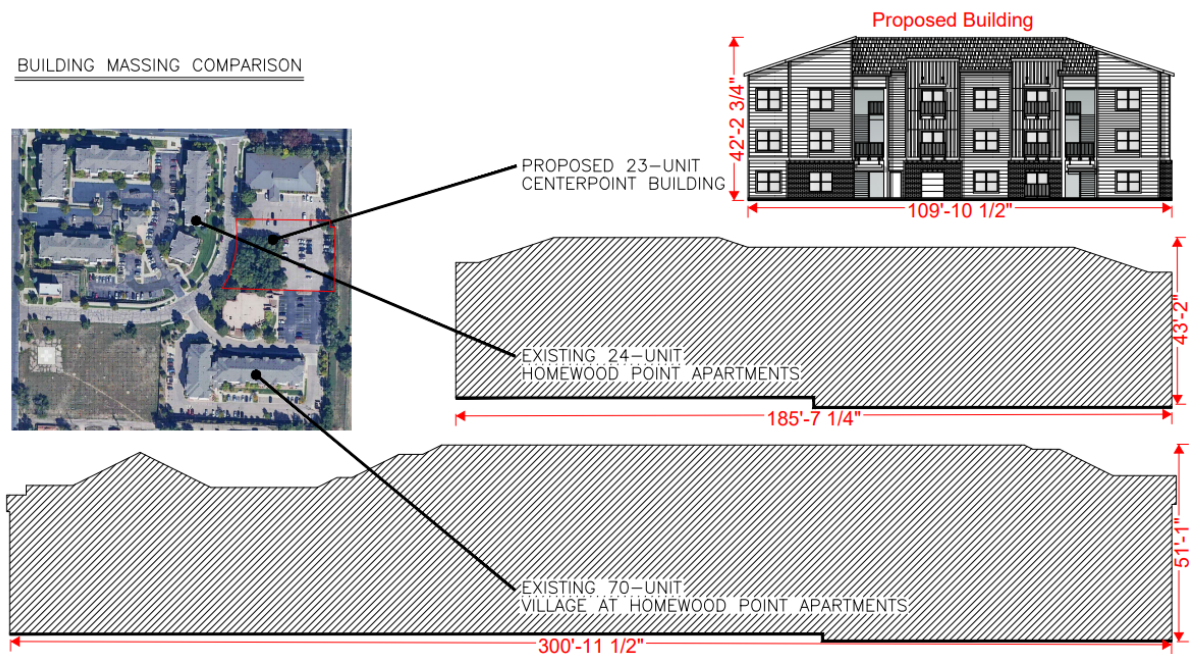 Proposed Building
BUILDING MASSING COMPARISON
42'-2 3/4"
PROPOSED 23-UNIT
CENTERPOINT BUILDING
109'-10 1/2"
43'-2"
EXISTING 24-UNIT
HOMEWOOD POINT APARTMENTS
185'-7 1/4"
51'-1"
EXISTING 70-UNIT
VILLAGE AT HOMEWOOD POINT APARTMENTS
300'-11 1/2"